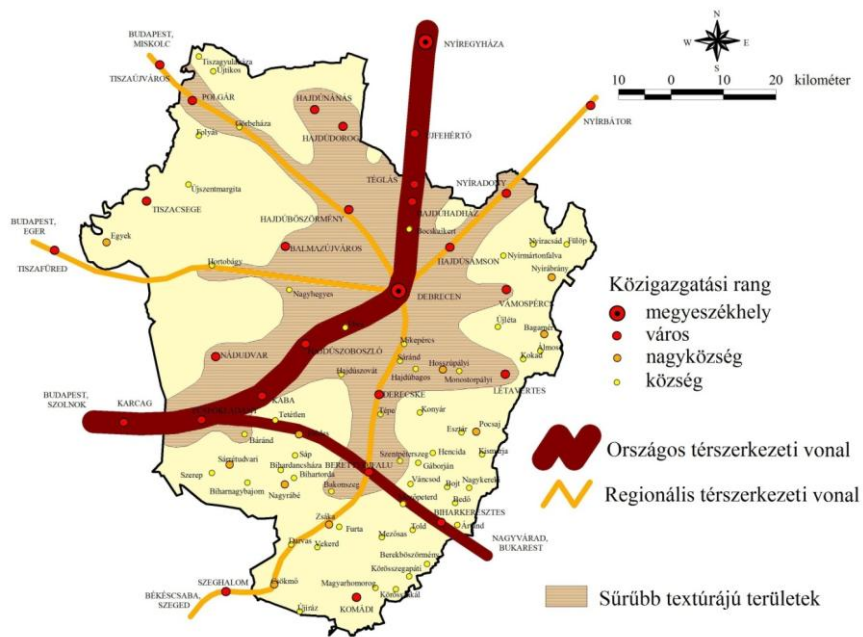 BUDAPEST,
MISKOLC
TISZAÚJVÁROS
Tiszagyulaháza
Újtikos
POLGÁR
Görbeháza
Folyás
HAJDÚNÁNÁS
HAJDÚDOROG
NYÍREGYHÁZA
ÚJFEHÉRTÓ
NYÍRBÁTOR
N
W
E
S
10
0
10
20
kilométer
TÉGLÁS
NYÍRADONY
HAJDÚHADHÁZ
Bocskaikert
Újszentmargita
TISZACSEGE
HAJDÚBÖSZÖRMÉNY
BUDAPEST,
EGER
TISZAFÜRED
Egyek
BALMAZÚJVÁROS
Hortobágy
Nagyhegyes
HAJDÚSÁMSON
Nyíracsád
Fülöp
Nyírmártonfalva
Nyírábrány
DEBRECEN
VÁMOSPÉRCS
Újléta
Bagamér
Álmosd
Kokad
NÁDUDVAR
HAJDÚSZOBOSZLÓ
Mikepércs
Sáránd
Hosszúpályi
Hajdúbagos
Monostorpályi
LÉTAVÉRTES
Hajdúszovát
DERECSKE
BUDAPEST,
SZOLNOK
KARCAG
KABA
Tetétlen
Tépe
Konyár
Báránd
Esztár
Pocsaj
Sárrétudvari
Sáp
Bihardancsháza
Bihartorda
Szerep
Biharnagybajom
Nagyrábé
Bakonszeg
BERETTYÓÚJFALU
Szentpéterszeg
Hencida
Gáborján
Kismarja
Váncsod
Bojt
Nagykereki
Bedő
BIHARKERESZTES
Ártánd
Zsáka
Furta
Darvas
Vekerd
Mezősas
Told
Berekböszörmény
Körösszegapáti
Magyarhomorog
KOMÁDI
Csökmő
Újiráz
SZEGHALOM
BÉKÉSCSABA,
SZEGED
NAGYVÁRAD,
BUKAREST
Közigazgatási rang
megyeszékhely
város
nagyközség
község
Országos térszerkezeti vonal
Regionális térszerkezeti vonal
Sűrűbb textúrájú területek